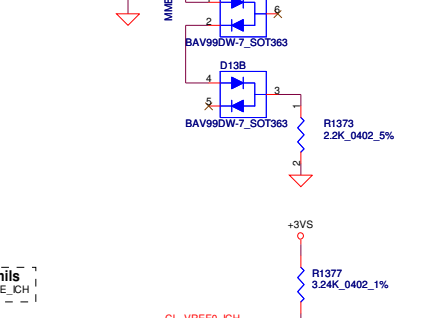 6
2
BAV99DW-7_SOT363
D13B
4
3
5
BAV99DW-7_SOT363
1
R1373
2.2K_0402_5%
2
+3VS
R1377
3.24K_0402_1%
E_ICH